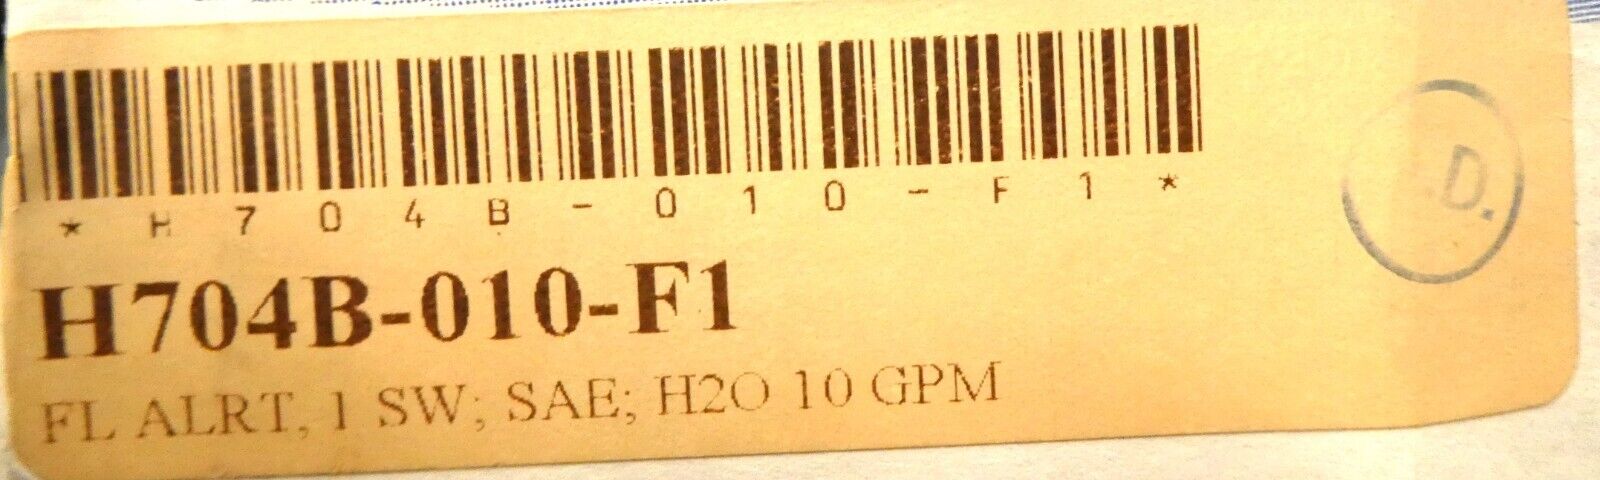 *H704B-010-F1*
H704B-010-F1
FL ALRT, 1 SW; SAE; H2O 10 GPM
.D.